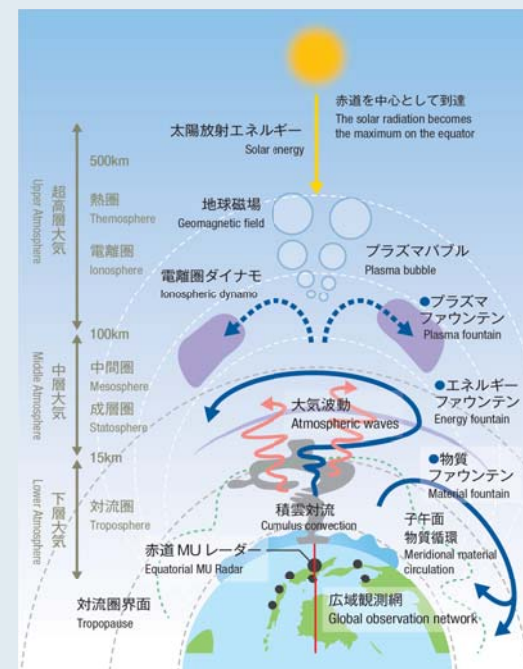 赤道を中心として到達
The solar radiation becomes
the maximum on the equator
太陽放射エネルギー
Solar energy
500km
超高層大気
Upper Atmosphere
熱圏
Themosphere
電離圏
Ionosphere
地球磁場
Geomagnetic field
プラズマバブル
Plasma bubble
電離圏ダイナモ
Ionospheric dynamo
●プラズマ
ファウンテン
Plasma fountain
100km
中層大気
Middle Atmosphere
中間圏
Mesosphere
成層圏
Statosphere
大気波動
Atmospheric waves
●エネルギー
ファウンテン
Energy fountain
15km
下層大気
Lower Atmosphere
対流圏
Troposphere
●物質
ファウンテン
Material fountain
積雲対流
Cumulus convection
子午面
物質循環
Meridional material
circulation
赤道 MU レーダー
Equatorial MU Radar
対流圏界面
Tropopause
広域観測網
Global observation network